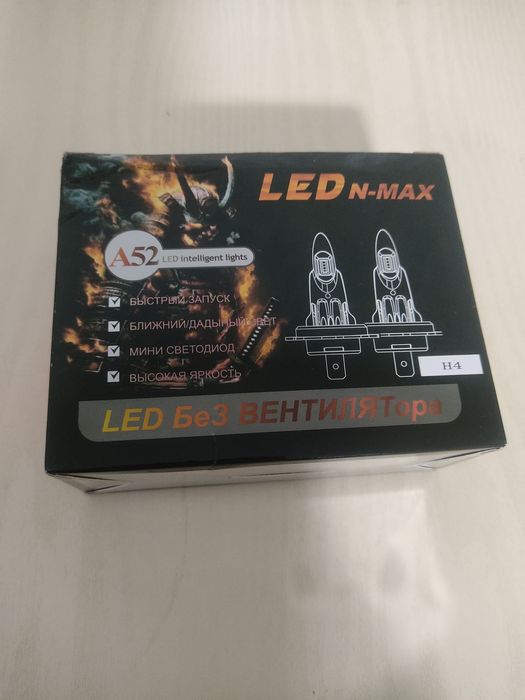 LED N-MAX
A52 LED intelligent lights
БЫСТРЫЙ ЗАПУСК
БЛИЖНИЙ/ДАДЫНЫЙ СВЕТ
МИНИ СВЕТОДИОД
ВЫСОКАЯ ЯРКОСТЬ
H4
LED БеЗ ВЕНТИЛЯТора